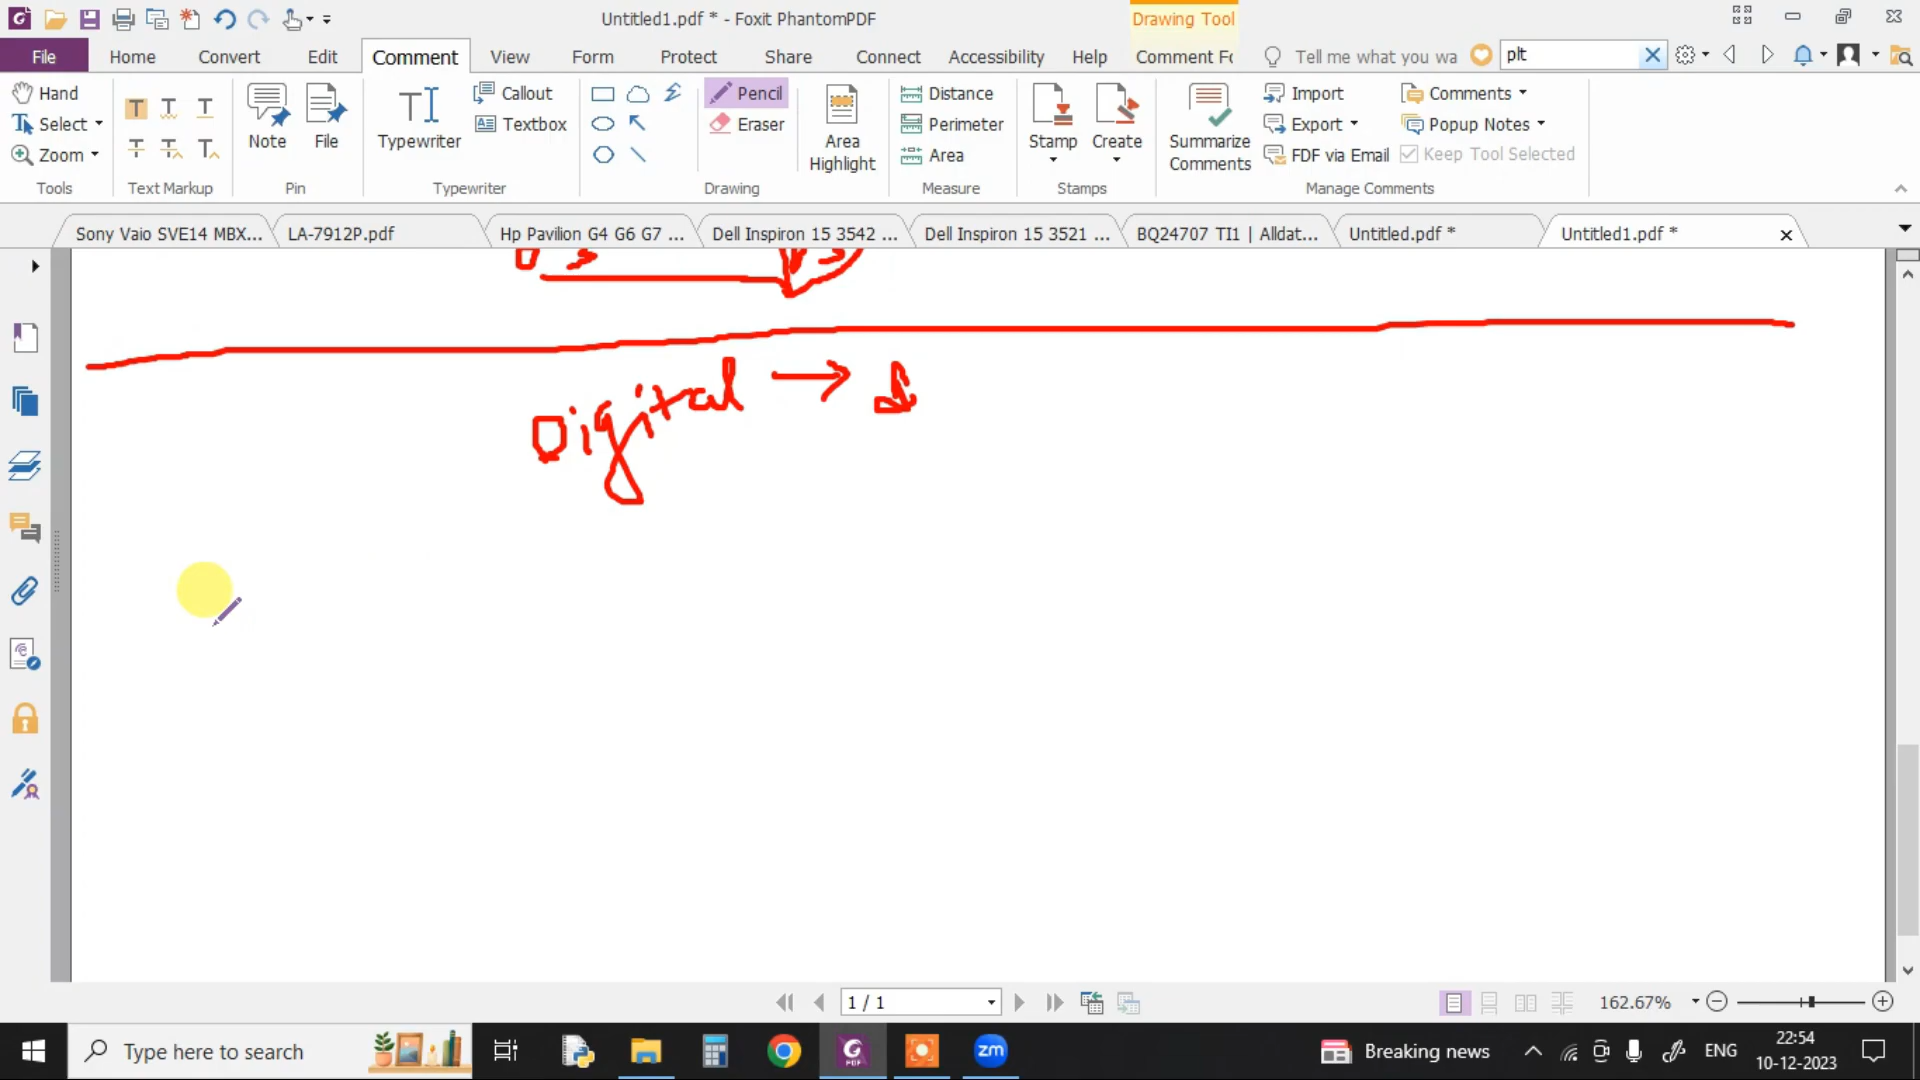 Untitled1.pdf * - Foxit PhantomPDF
Drawing Tool
File Home Convert Edit Comment View Form Protect Share Connect Accessibility Help Comment Fc Tell me what you wa plt
Hand
Select
Zoom
Tools
Text Markup
Note
File
Pin
Typewriter
Callout
Textbox
Typewriter
Pencil
Eraser
Drawing
Area Highlight
Distance
Perimeter
Area
Measure
Stamp
Create
Stamps
Summarize Comments
Import
Export
FDF via Email
Comments
Popup Notes
Keep Tool Selected
Manage Comments
Sony Vaio SVE14 MBX... LA-7912P.pdf Hp Pavilion G4 G6 G7 ... Dell Inspiron 15 3542 ... Dell Inspiron 15 3521 ... BQ24707 TI1 | Alldat... Untitled.pdf * Untitled1.pdf *
Digital →
1 / 1
162.67%
Type here to search
zm
Breaking news
ENG
22:54
10-12-2023